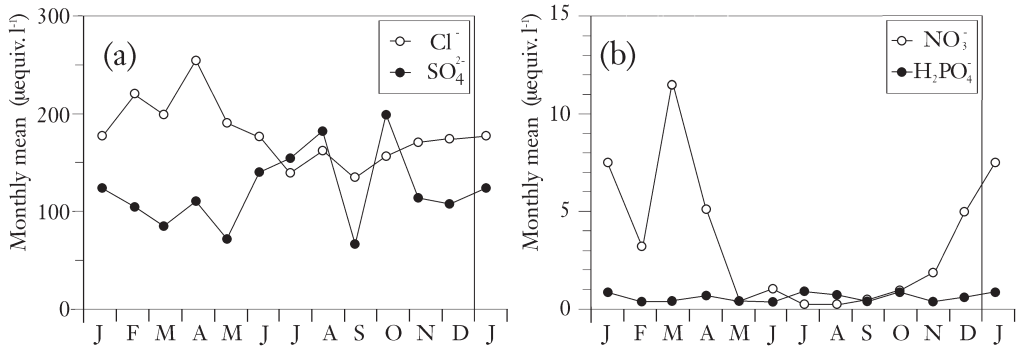 Monthly mean (µequiv. l⁻¹)
300
200
100
0
(a)
Cl⁻
SO₄²⁻
J F M A M J J A S O N D J
Monthly mean (µequiv. l⁻¹)
15
10
5
0
(b)
NO₃⁻
H₂PO₄⁻
J F M A M J J A S O N D J